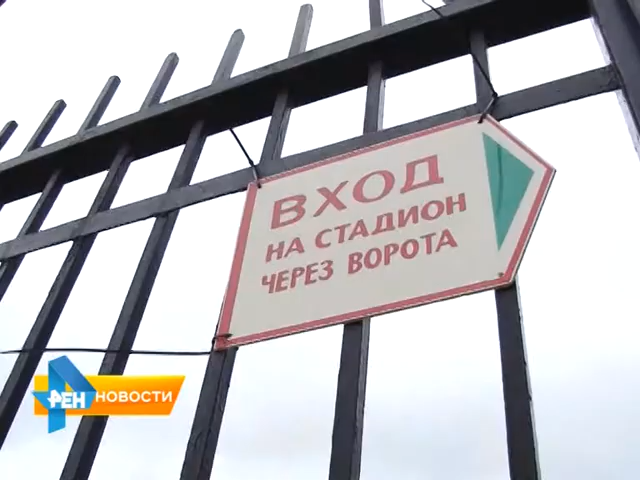 ВХОД
НА СТАДИОН
ЧЕРЕЗ ВОРОТА
РЕН НОВОСТИ